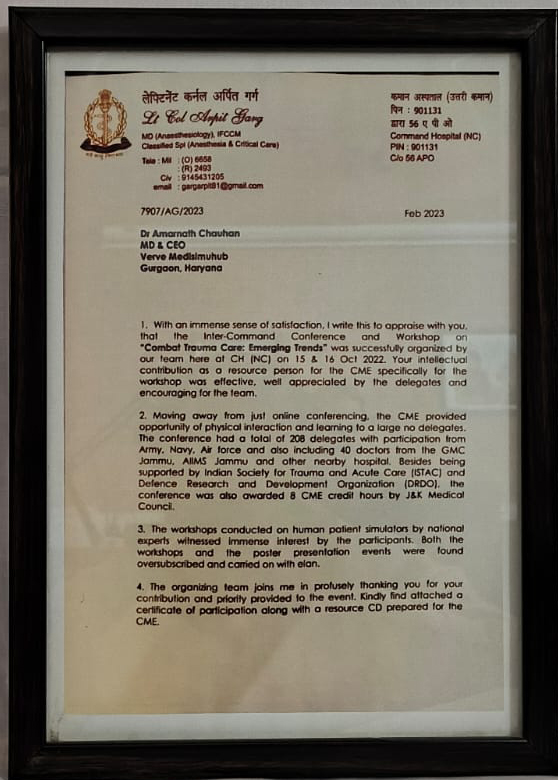 लेफ्टिनेंट कर्नल अर्पित गर्ग
Lt Col Arpit Garg
MD (Anaesthesiology), IFCCM
Classified Spl (Anesthesia & Critical Care)
Tele : Mil : (O) 6658
: (R) 2493
Civ : 9145431205
email : gargarpit81@gmail.com
कमान अस्पताल (उत्तरी कमान)
पिन : 901131
द्वारा 56 ए पी ओ
Command Hospital (NC)
PIN : 901131
C/o 56 APO
7907/AG/2023
Feb 2023
Dr Amarnath Chauhan
MD & CEO
Verve Medisimuhub
Gurgaon, Haryana
1. With an immense sense of satisfaction, I write this to appraise with you,
that the Inter-Command Conference and Workshop on
"Combat Trauma Care: Emerging Trends" was successfully organized by
our team here at CH (NC) on 15 & 16 Oct 2022. Your intellectual
contribution as a resource person for the CME specifically for the
workshop was effective, well appreciated by the delegates and
encouraging for the team.
2. Moving away from just online conferencing, the CME provided
opportunity of physical interaction and learning to a large no delegates.
The conference had a total of 208 delegates with participation from
Army, Navy, Air force and also including 40 doctors from the GMC
Jammu, AIIMS Jammu and other nearby hospital. Besides being
supported by Indian Society for Trauma and Acute Care (ISTAC) and
Defence Research and Development Organization (DRDO), the
conference was also awarded 8 CME credit hours by J&K Medical
Council.
3. The workshops conducted on human patient simulators by national
experts witnessed immense interest by the participants. Both the
workshops and the poster presentation events were found
oversubscribed and carried on with elan.
4. The organizing team joins me in profusely thanking you for your
contribution and priority provided to the event. Kindly find attached a
certificate of participation along with a resource CD prepared for the
CME.